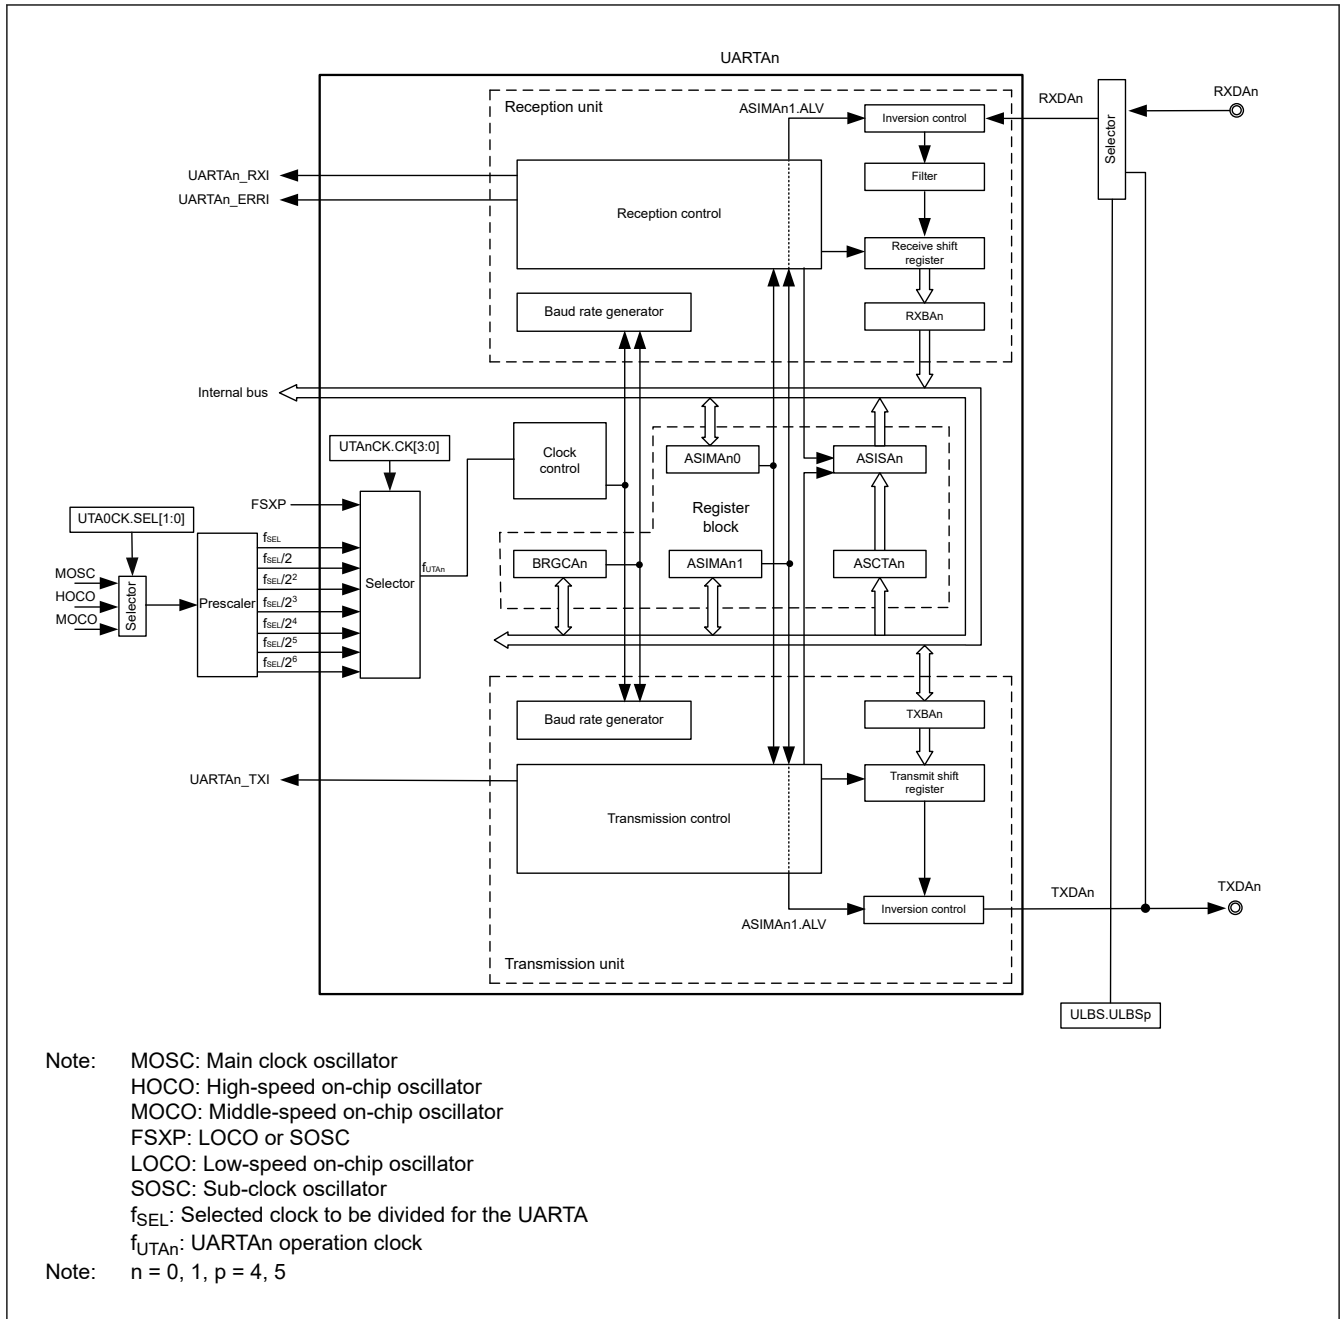 UARTAn
Reception unit
ASIMAn1.ALV
Inversion control
RXDAn
Selector
RXDAn
Filter
UARTAn_RXI
UARTAn_ERRI
Reception control
Receive shift
register
Baud rate generator
RXBAn
Internal bus
UTAnCK.CK[3:0]
Clock
control
ASIMAn0
ASISAn
FSXP
Register
block
UTA0CK.SEL[1:0]
fSEL
fSEL/2
fSEL/2²
fSEL/2³
fSEL/2⁴
fSEL/2⁵
fSEL/2⁶
MOSC
HOCO
MOCO
Selector
Prescaler
Selector
fUTAn
BRGCAn
ASIMAn1
ASCTAn
Baud rate generator
TXBAn
UARTAn_TXI
Transmission control
Transmit shift
register
ASIMAn1.ALV
Inversion control
TXDAn
TXDAn
Transmission unit
ULBS.ULBSp
Note: MOSC: Main clock oscillator
HOCO: High-speed on-chip oscillator
MOCO: Middle-speed on-chip oscillator
FSXP: LOCO or SOSC
LOCO: Low-speed on-chip oscillator
SOSC: Sub-clock oscillator
fSEL: Selected clock to be divided for the UARTA
fUTAn: UARTAn operation clock
Note: n = 0, 1, p = 4, 5